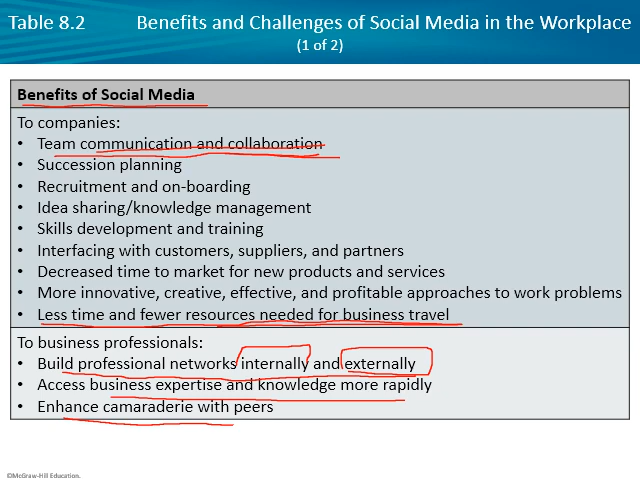 Table 8.2 Benefits and Challenges of Social Media in the Workplace
(1 of 2)
Benefits of Social Media
To companies:
• Team communication and collaboration
• Succession planning
• Recruitment and on-boarding
• Idea sharing/knowledge management
• Skills development and training
• Interfacing with customers, suppliers, and partners
• Decreased time to market for new products and services
• More innovative, creative, effective, and profitable approaches to work problems
• Less time and fewer resources needed for business travel
To business professionals:
• Build professional networks internally and externally
• Access business expertise and knowledge more rapidly
• Enhance camaraderie with peers
©McGraw-Hill Education.